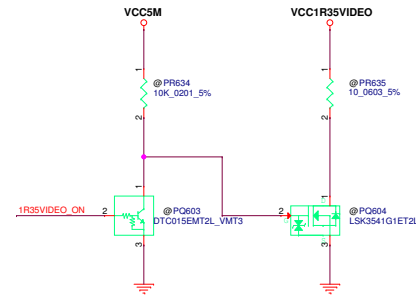 VCC5M
VCC1R35VIDEO
1
1
@PR634
10K_0201_5%
@PR635
10_0603_5%
2
2
1
1
1R35VIDEO_ON
2
@PQ603
DTC015EMT2L_VMT3
2
@PQ604
LSK3541G1ET2L
3
3